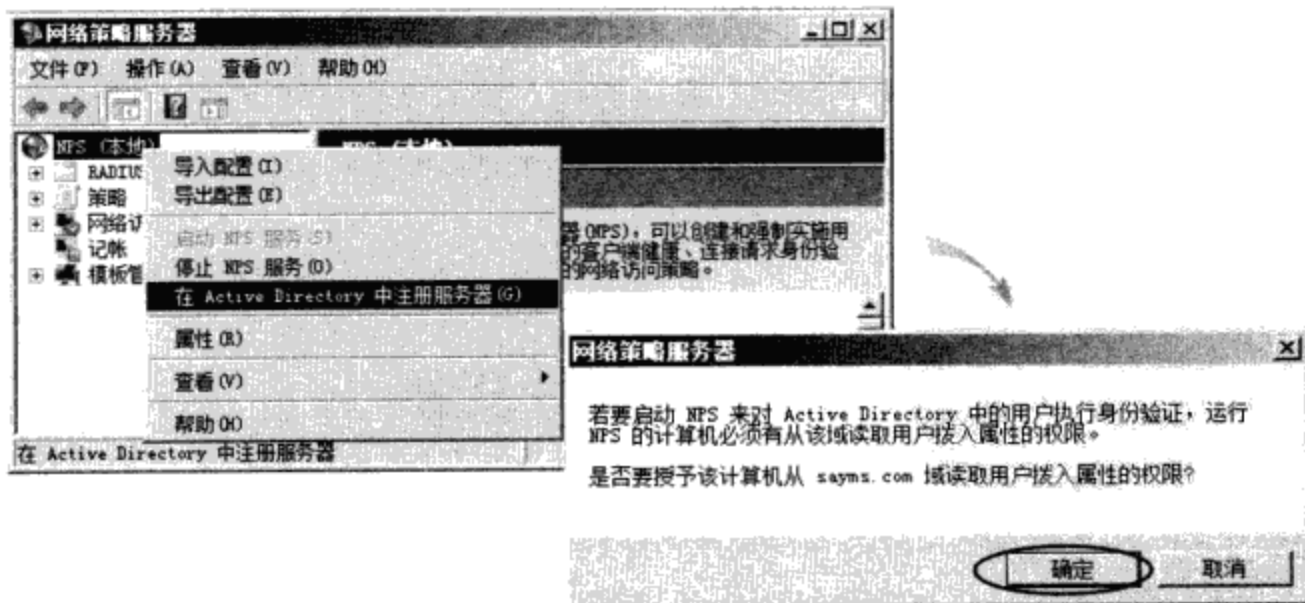 网络策略服务器
文件(F) 操作(A) 查看(V) 帮助(H)
NPS (本地)
NPS (本地)
RADIUS
策略
网络访
记帐
模板管
导入配置(I)
导出配置(E)
启动 NPS 服务(S)
停止 NPS 服务(O)
在 Active Directory 中注册服务器(G)
属性(R)
查看(V)
帮助(H)
器(NPS)，可以创建和强制实施用
的客户端健康、连接请求身份验
的网络访问策略。
在 Active Directory 中注册服务器
网络策略服务器
若要启动 NPS 来对 Active Directory 中的用户执行身份验证，运行
NPS 的计算机必须有从该域读取用户拨入属性的权限。
是否要授予该计算机从 sayms.com 域读取用户拨入属性的权限?
确定 取消